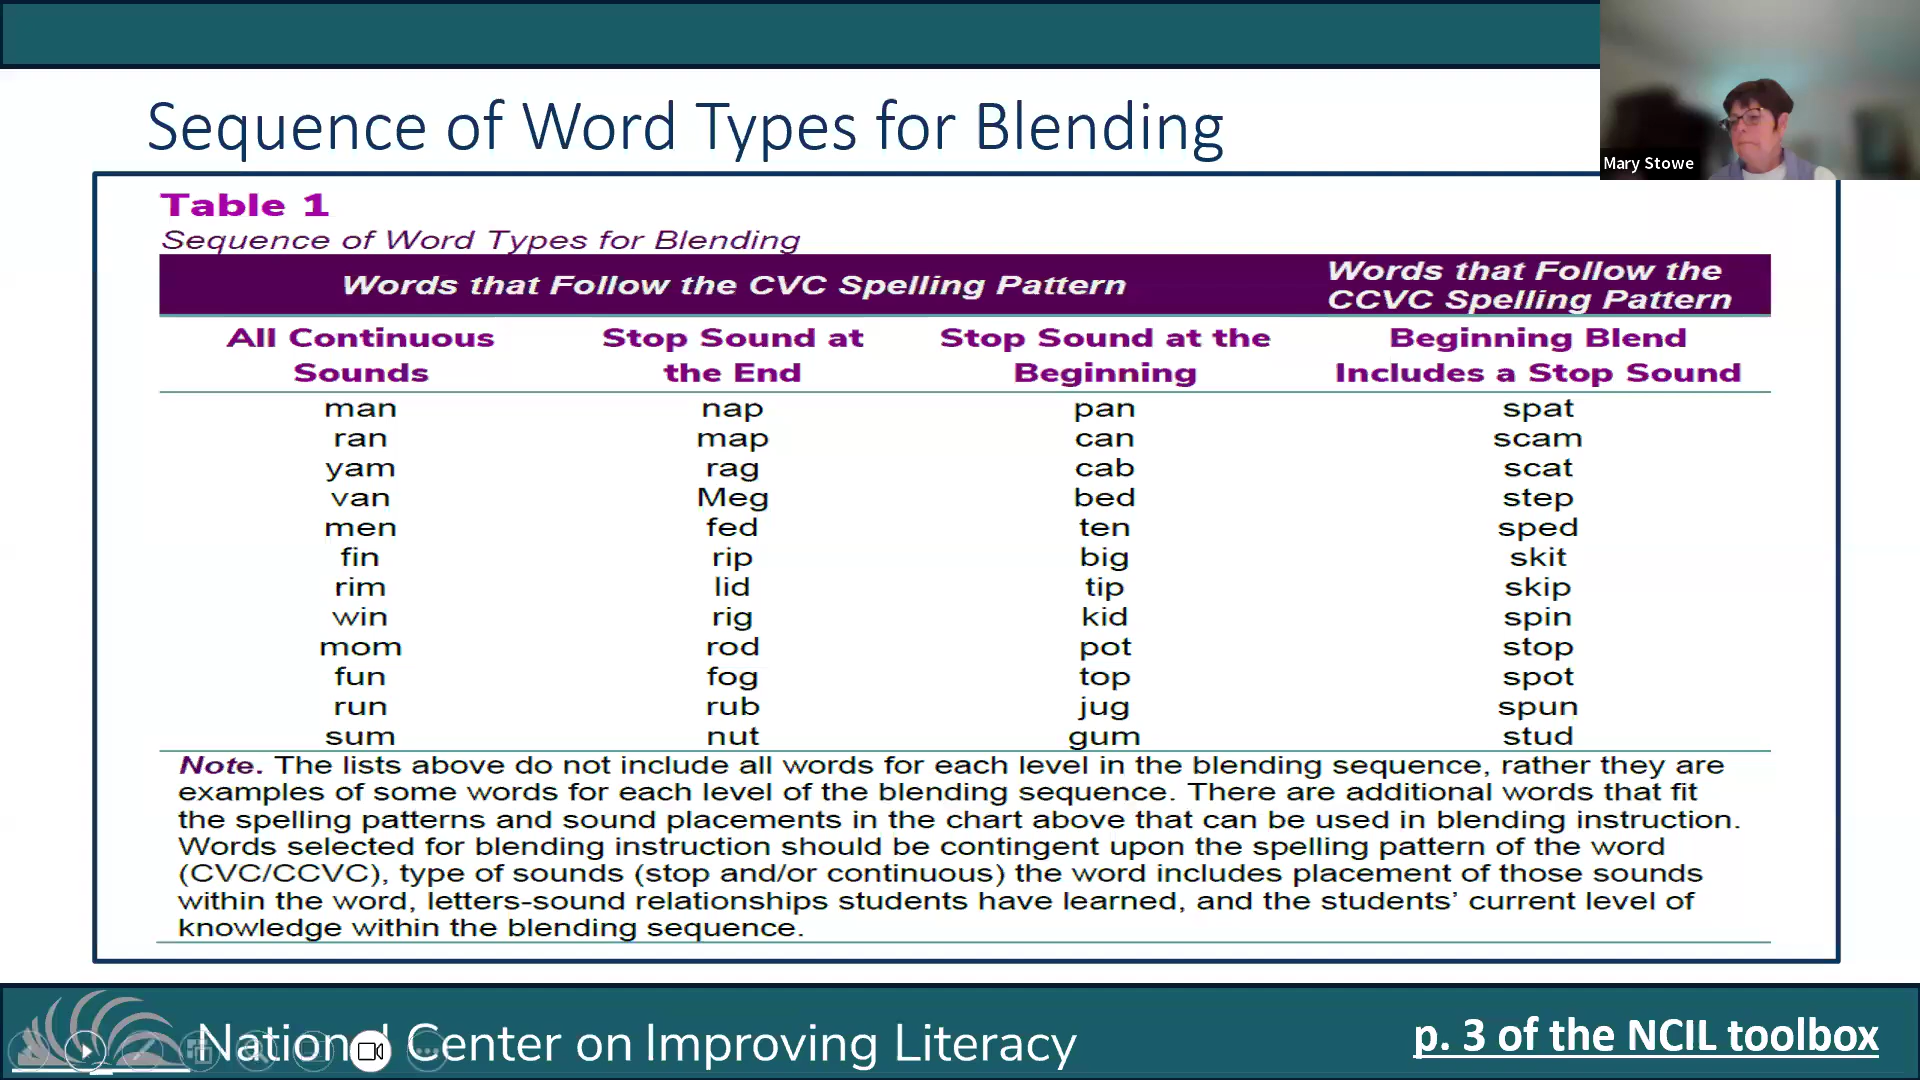 Mary Stowe
Sequence of Word Types for Blending
Table 1
Sequence of Word Types for Blending
Words that Follow the CVC Spelling Pattern
Words that Follow the
CCVC Spelling Pattern
All Continuous Sounds
Stop Sound at the End
Stop Sound at the Beginning
Beginning Blend Includes a Stop Sound
man nap pan spat
ran map can scam
yam rag cab scat
van Meg bed step
men fed ten sped
fin rip big skit
rim lid tip skip
win rig kid spin
mom rod pot stop
fun fog top spot
run rub jug spun
sum nut gum stud
Note. The lists above do not include all words for each level in the blending sequence, rather they are
examples of some words for each level of the blending sequence. There are additional words that fit
the spelling patterns and sound placements in the chart above that can be used in blending instruction.
Words selected for blending instruction should be contingent upon the spelling pattern of the word
(CVC/CCVC), type of sounds (stop and/or continuous) the word includes placement of those sounds
within the word, letters-sound relationships students have learned, and the students’ current level of
knowledge within the blending sequence.
National Center on Improving Literacy
p. 3 of the NCIL toolbox